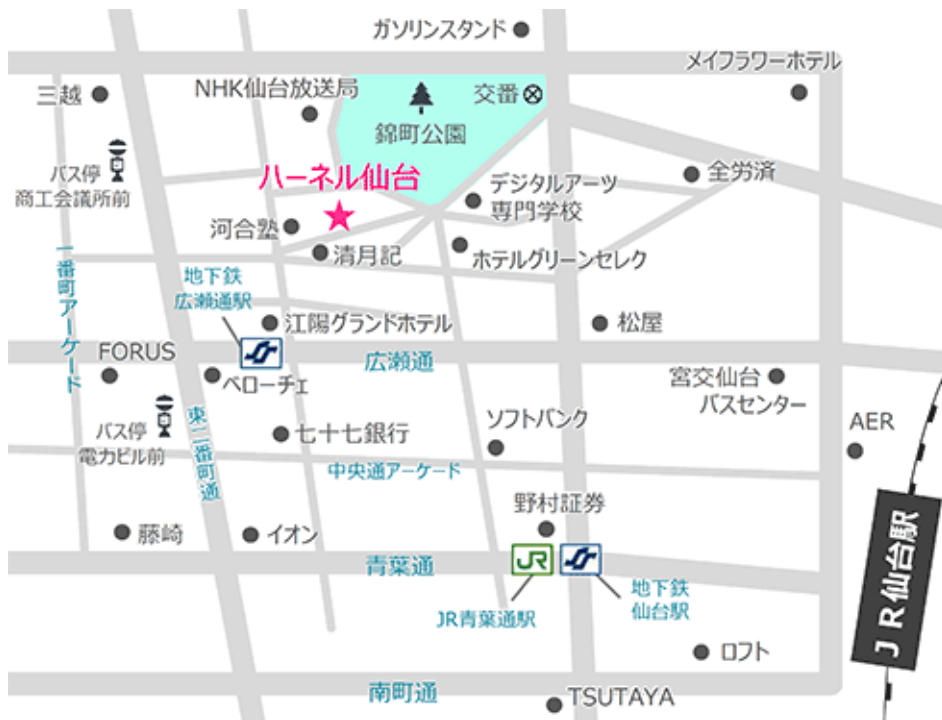 ガソリンスタンド
メイフラワーホテル
三越
NHK仙台放送局
交番
錦町公園
バス停
商工会議所前
ハーネル仙台
全労済
デジタルアーツ
専門学校
河合塾
清月記
ホテルグリーンセレク
一番町アーケード
地下鉄
広瀬通駅
江陽グランドホテル
松屋
FORUS
広瀬通
ベローチェ
宮交仙台
バスセンター
東二番町通
バス停
電力ビル前
七十七銀行
ソフトバンク
AER
中央通アーケード
野村証券
藤崎
イオン
青葉通
JR
JR青葉通駅
地下鉄
仙台駅
JR仙台駅
ロフト
南町通
TSUTAYA